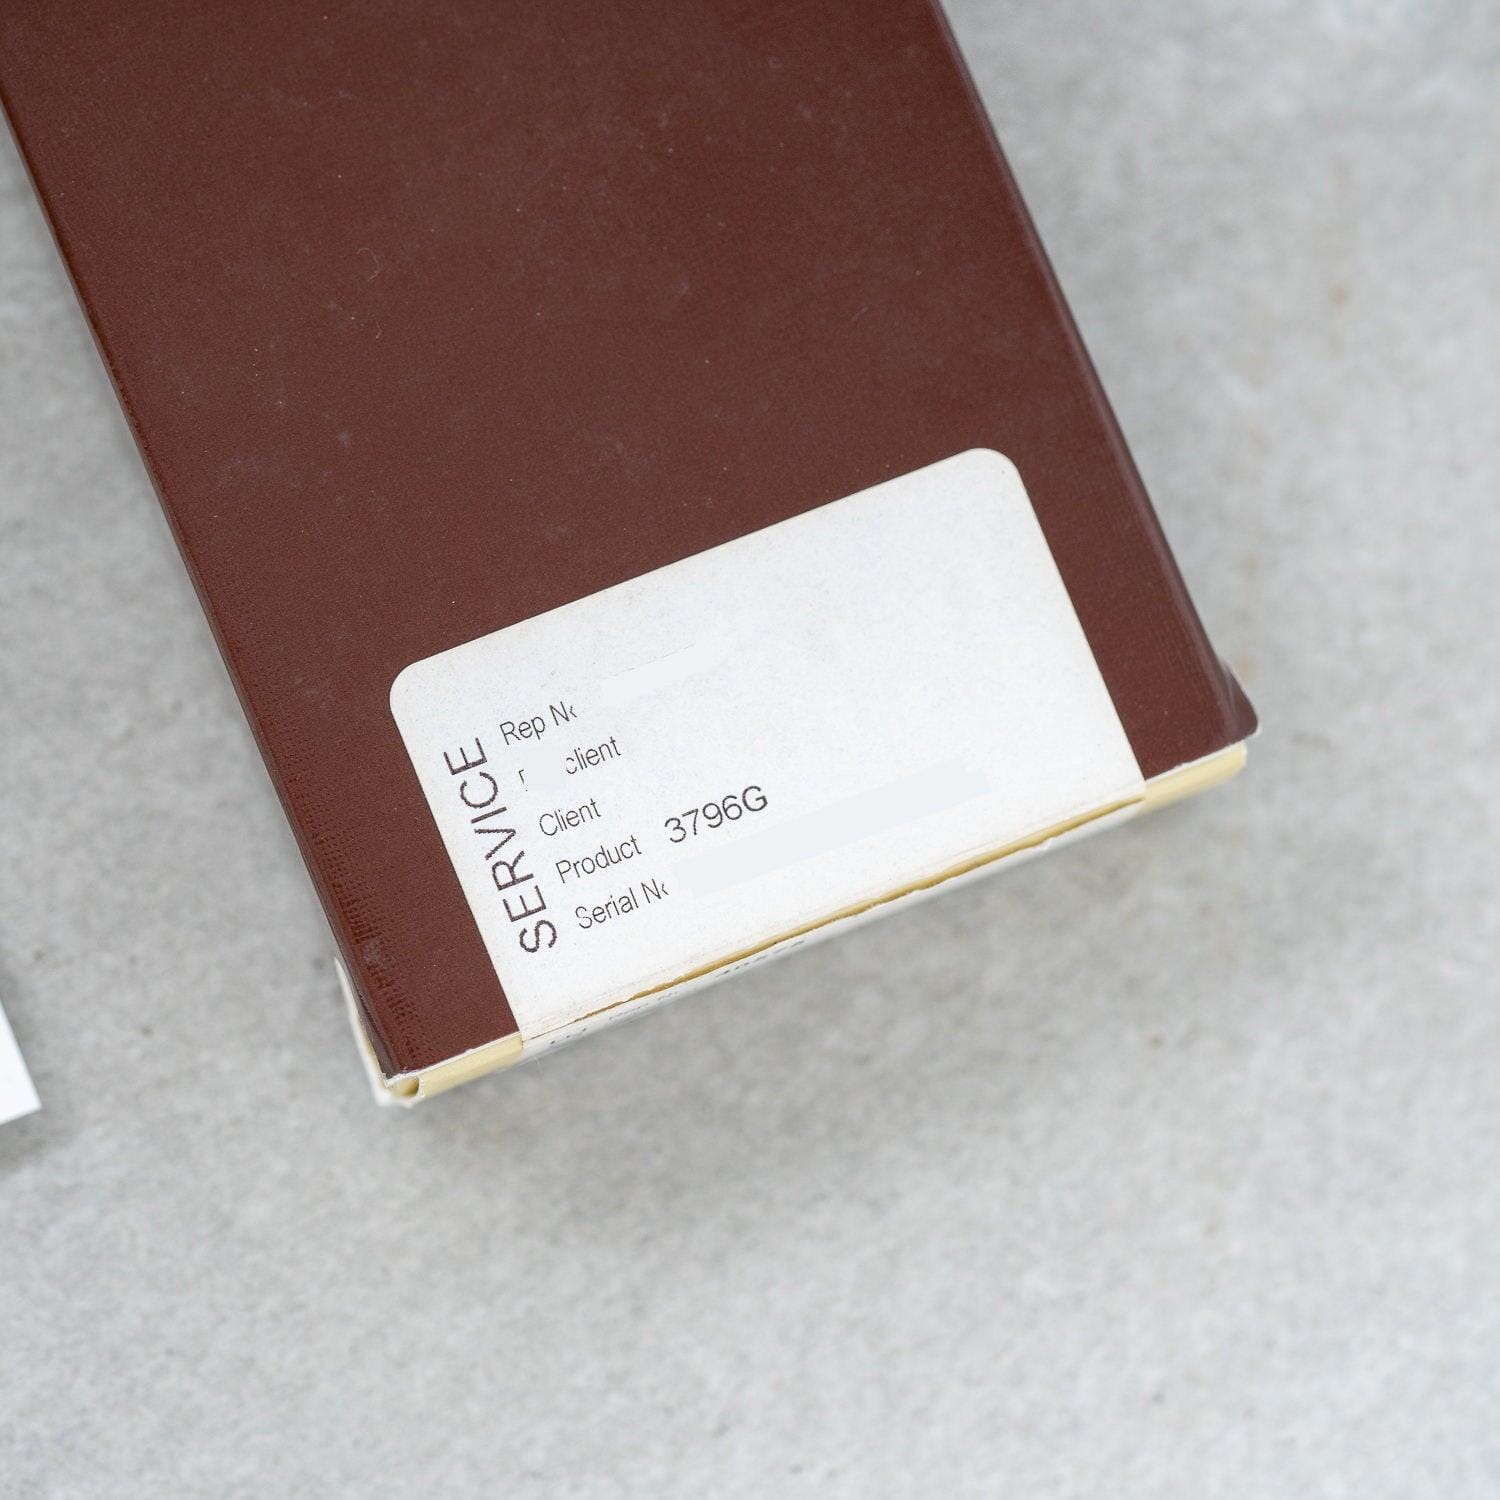 SERVICE
Rep N
client
Client
Product 3796G
Serial N